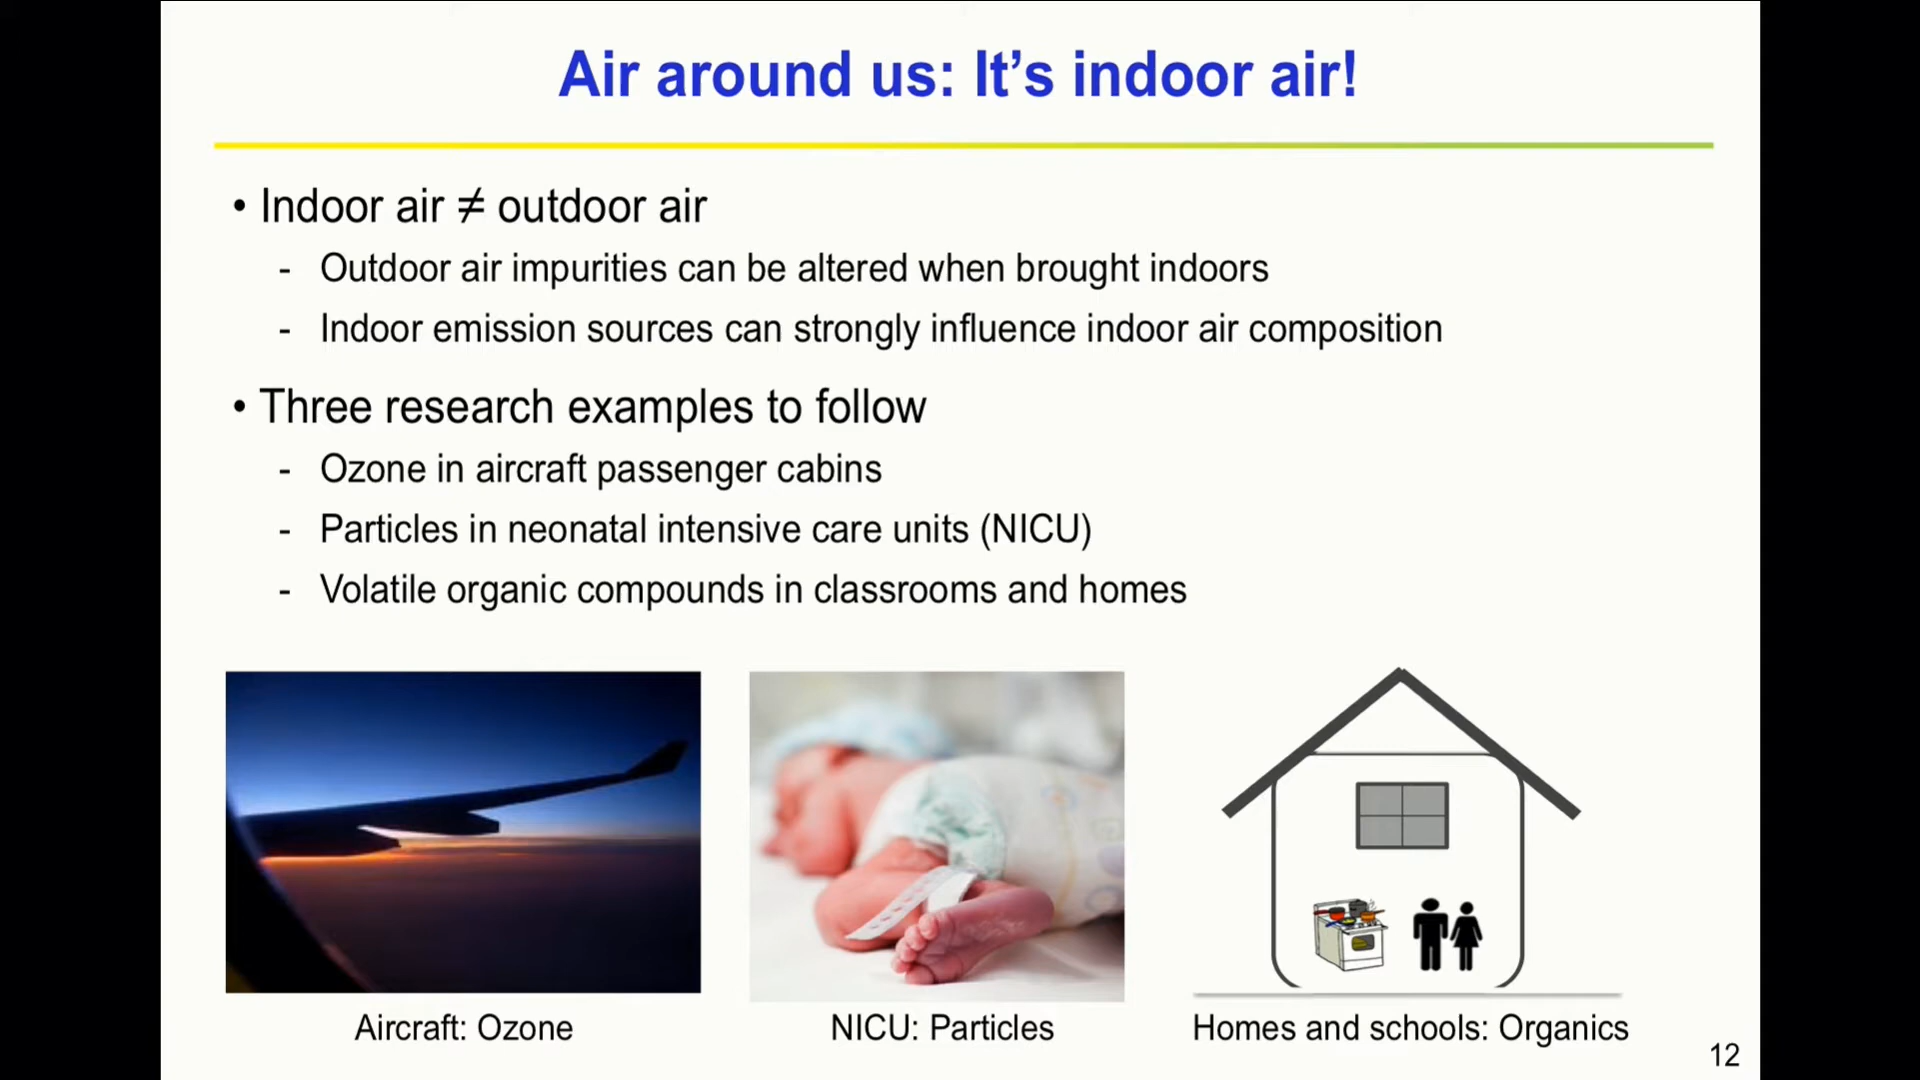 Air around us: It’s indoor air!
• Indoor air ≠ outdoor air
- Outdoor air impurities can be altered when brought indoors
- Indoor emission sources can strongly influence indoor air composition
• Three research examples to follow
- Ozone in aircraft passenger cabins
- Particles in neonatal intensive care units (NICU)
- Volatile organic compounds in classrooms and homes
Aircraft: Ozone
NICU: Particles
Homes and schools: Organics
12